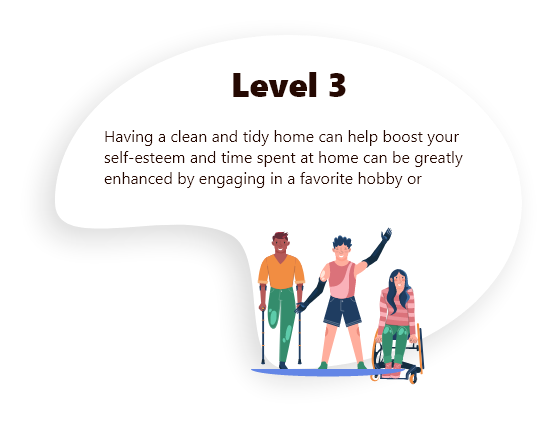 Level 3
Having a clean and tidy home can help boost your
self-esteem and time spent at home can be greatly
enhanced by engaging in a favorite hobby or